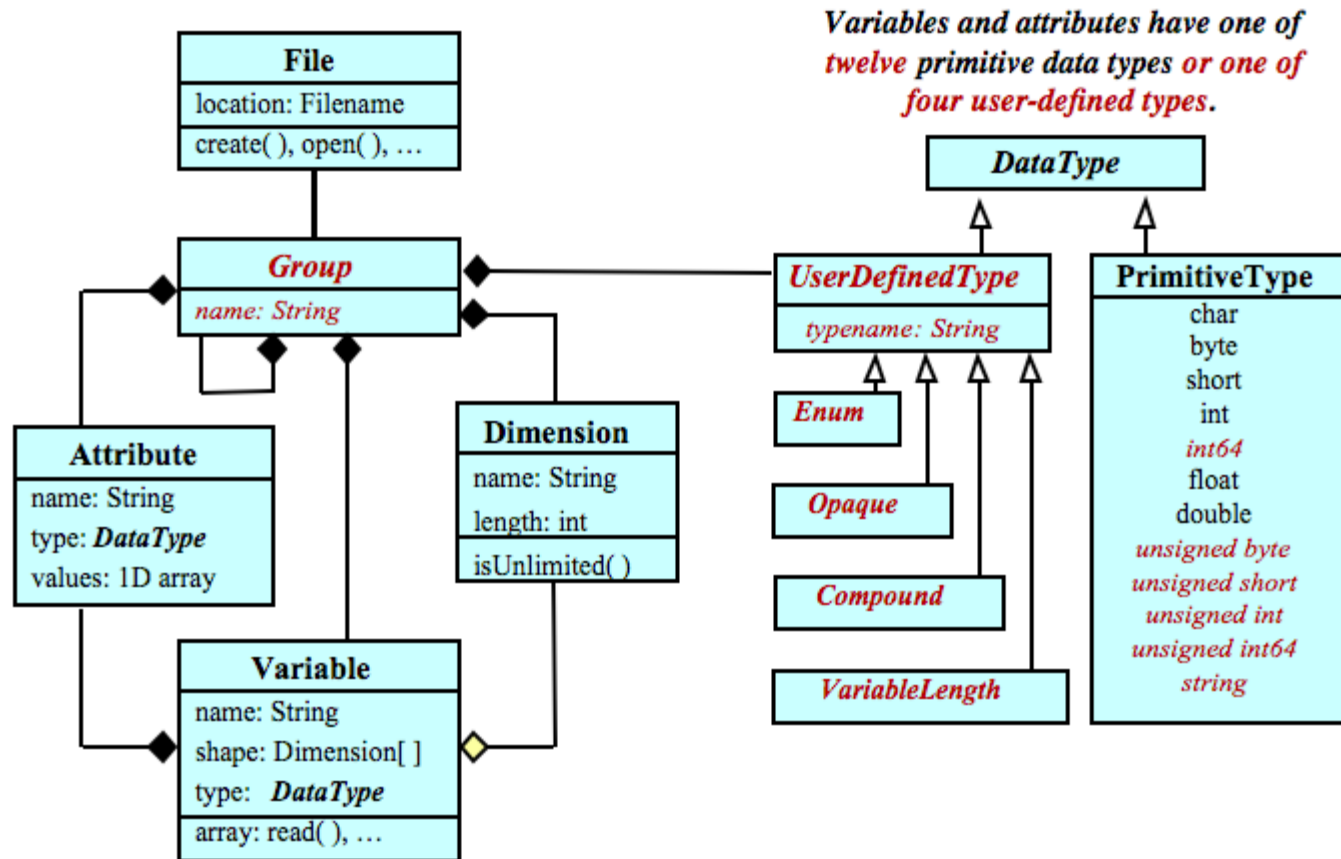 Variables and attributes have one of
twelve primitive data types or one of
four user-defined types.
File
location: Filename
create( ), open( ), …
Group
name: String
Attribute
name: String
type: DataType
values: 1D array
Dimension
name: String
length: int
isUnlimited( )
Variable
name: String
shape: Dimension[ ]
type: DataType
array: read( ), …
DataType
UserDefinedType
typename: String
Enum
Opaque
Compound
VariableLength
PrimitiveType
char
byte
short
int
int64
float
double
unsigned byte
unsigned short
unsigned int
unsigned int64
string